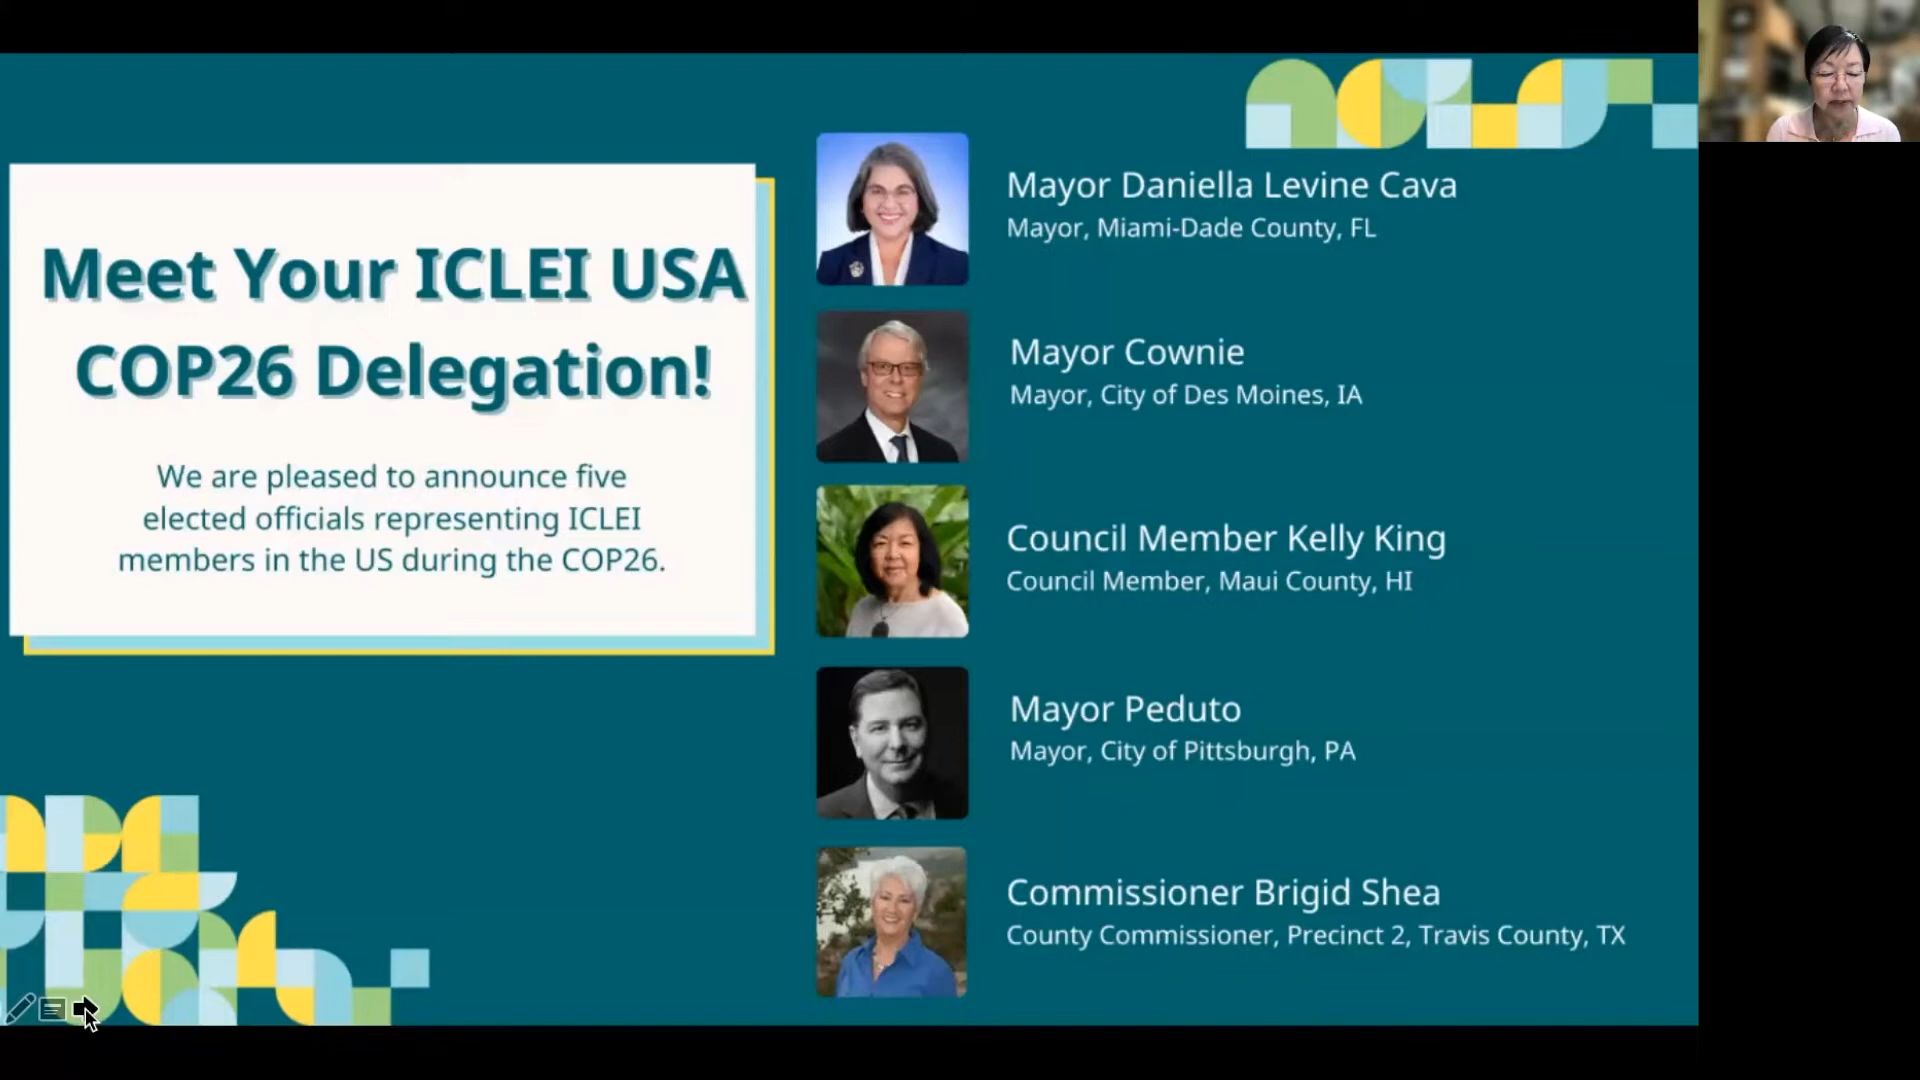 Meet Your ICLEI USA
COP26 Delegation!
We are pleased to announce five
elected officials representing ICLEI
members in the US during the COP26.
Mayor Daniella Levine Cava
Mayor, Miami-Dade County, FL
Mayor Cownie
Mayor, City of Des Moines, IA
Council Member Kelly King
Council Member, Maui County, HI
Mayor Peduto
Mayor, City of Pittsburgh, PA
Commissioner Brigid Shea
County Commissioner, Precinct 2, Travis County, TX